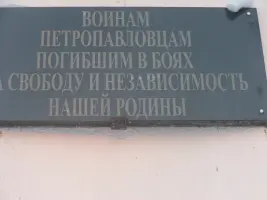 ВОИНАМ
ПЕТРОПАВЛОВЦАМ
ПОГИБШИМ В БОЯХ
А СВОБОДУ И НЕЗАВИСИМОСТЬ
НАШЕЙ РОДИНЫ